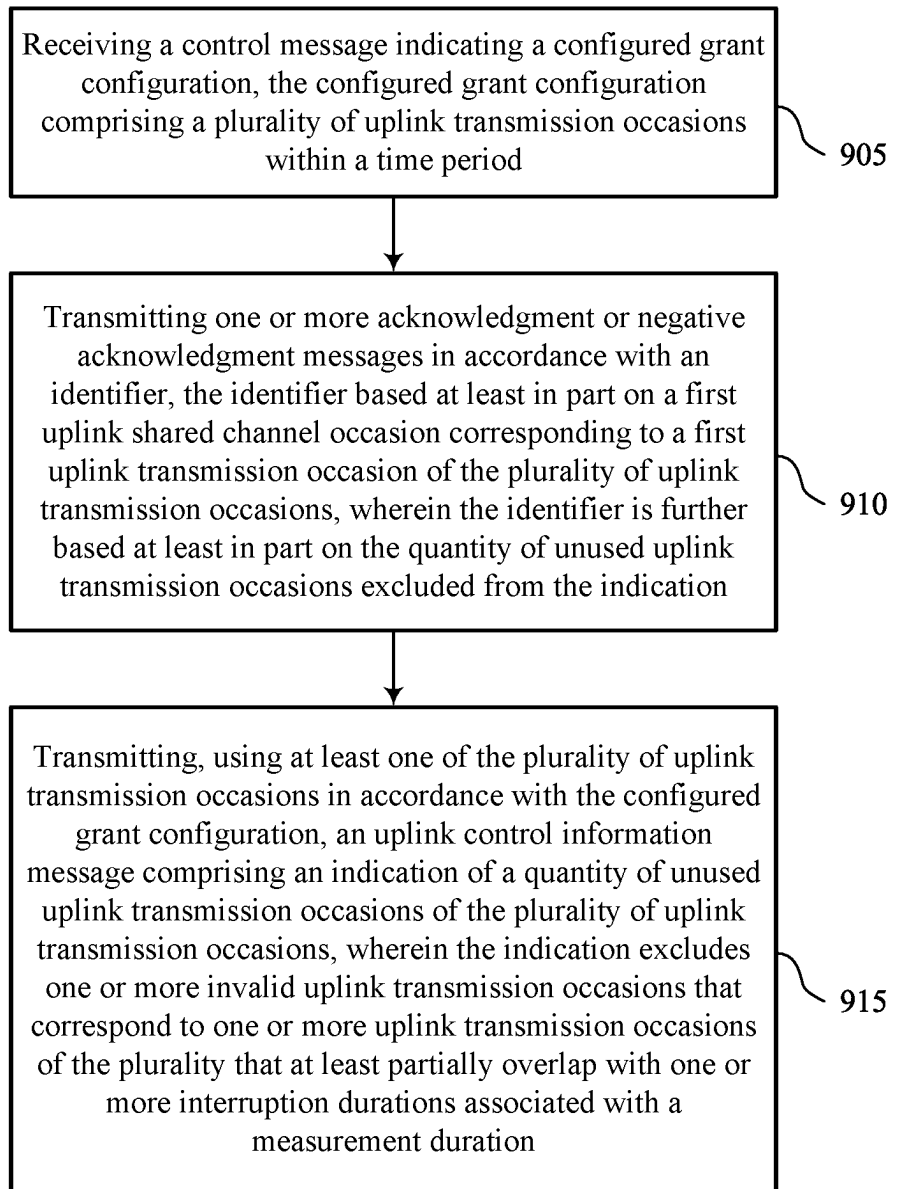 Receiving a control message indicating a configured grant
configuration, the configured grant configuration
comprising a plurality of uplink transmission occasions
within a time period
905
Transmitting one or more acknowledgment or negative
acknowledgment messages in accordance with an
identifier, the identifier based at least in part on a first
uplink shared channel occasion corresponding to a first
uplink transmission occasion of the plurality of uplink
transmission occasions, wherein the identifier is further
based at least in part on the quantity of unused uplink
transmission occasions excluded from the indication
910
Transmitting, using at least one of the plurality of uplink
transmission occasions in accordance with the configured
grant configuration, an uplink control information
message comprising an indication of a quantity of unused
uplink transmission occasions of the plurality of uplink
transmission occasions, wherein the indication excludes
one or more invalid uplink transmission occasions that
correspond to one or more uplink transmission occasions
of the plurality that at least partially overlap with one or
more interruption durations associated with a
measurement duration
915